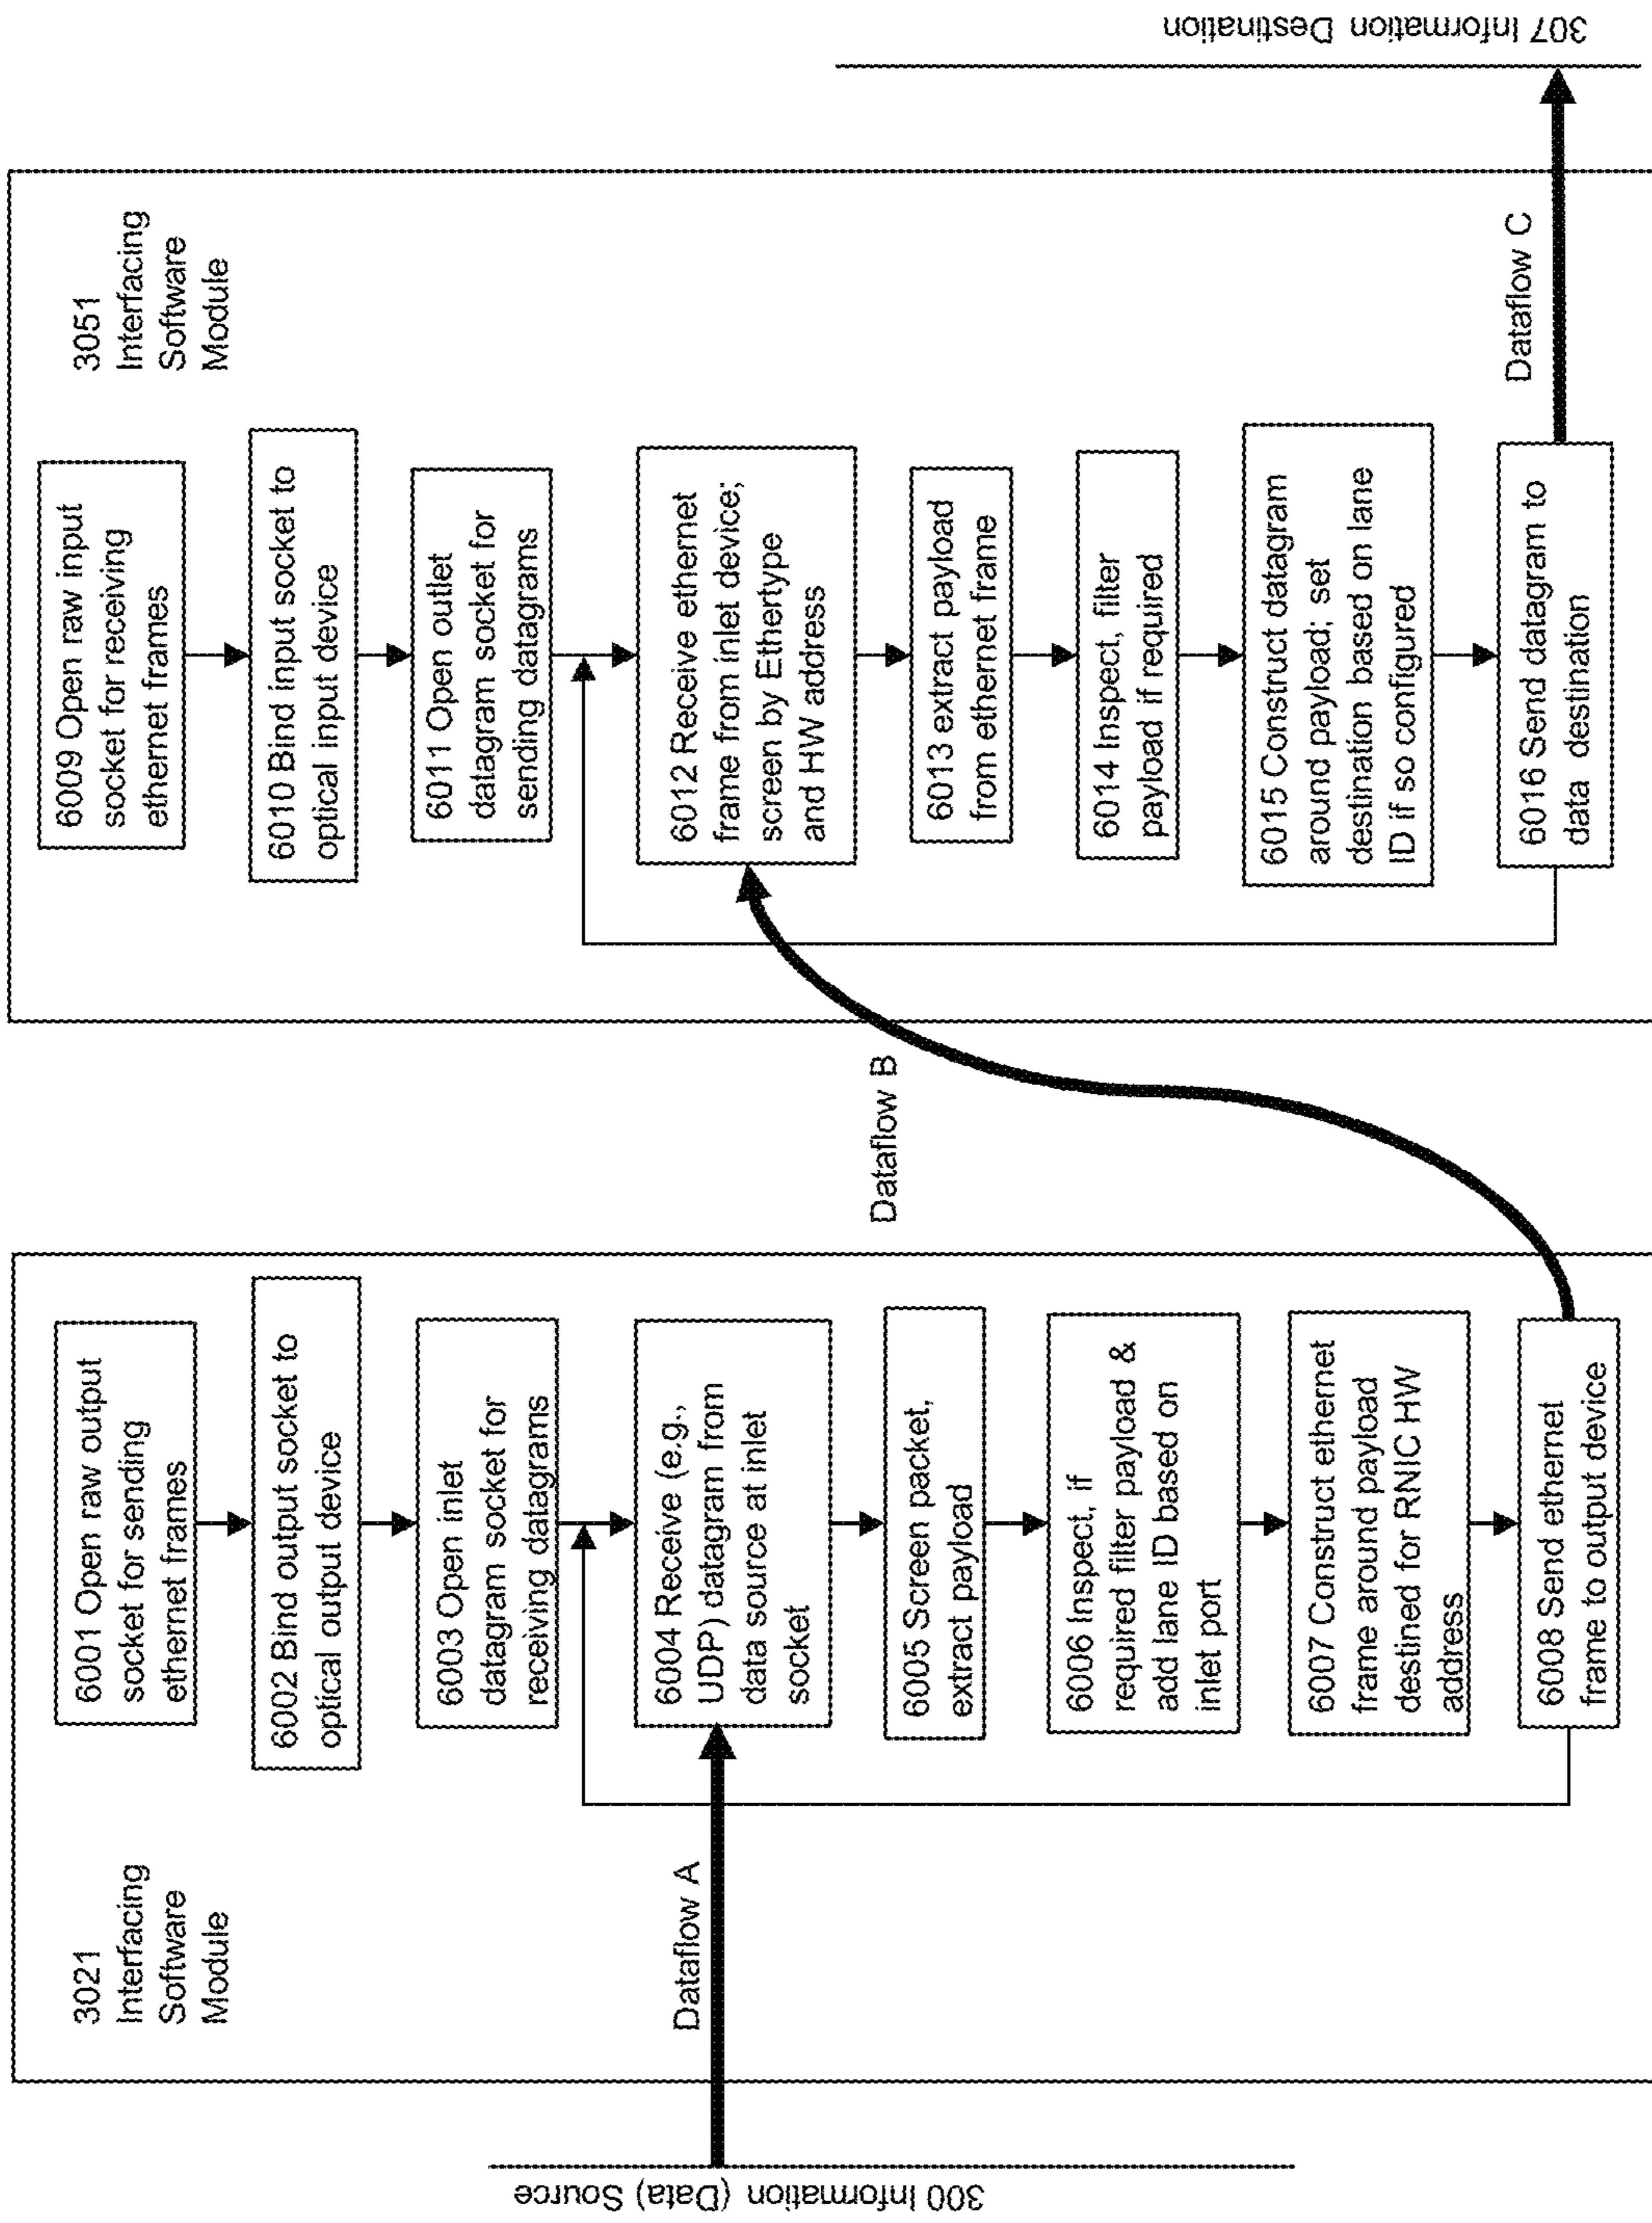 300 Information (Data) Source
Dataflow A
3021
Interfacing
Software
Module
6001 Open raw output
socket for sending
ethernet frames
6002 Bind output socket to
optical output device
6003 Open inlet
datagram socket for
receiving datagrams
6004 Receive (e.g.,
UDP) datagram from
data source at inlet
socket
6005 Screen packet,
extract payload
6006 Inspect, if
required filter payload &
add lane ID based on
inlet port
6007 Construct ethernet
frame around payload
destined for RNIC HW
address
6008 Send ethernet
frame to output device
Dataflow B
3051
Interfacing
Software
Module
6009 Open raw input
socket for receiving
ethernet frames
6010 Bind input socket to
optical input device
6011 Open outlet
datagram socket for
sending datagrams
6012 Receive ethernet
frame from inlet device;
screen by Ethertype
and HW address
6013 extract payload
from ethernet frame
6014 Inspect, filter
payload if required
6015 Construct datagram
around payload; set
destination based on lane
ID if so configured
6016 Send datagram to
data destination
Dataflow C
307 Information Destination